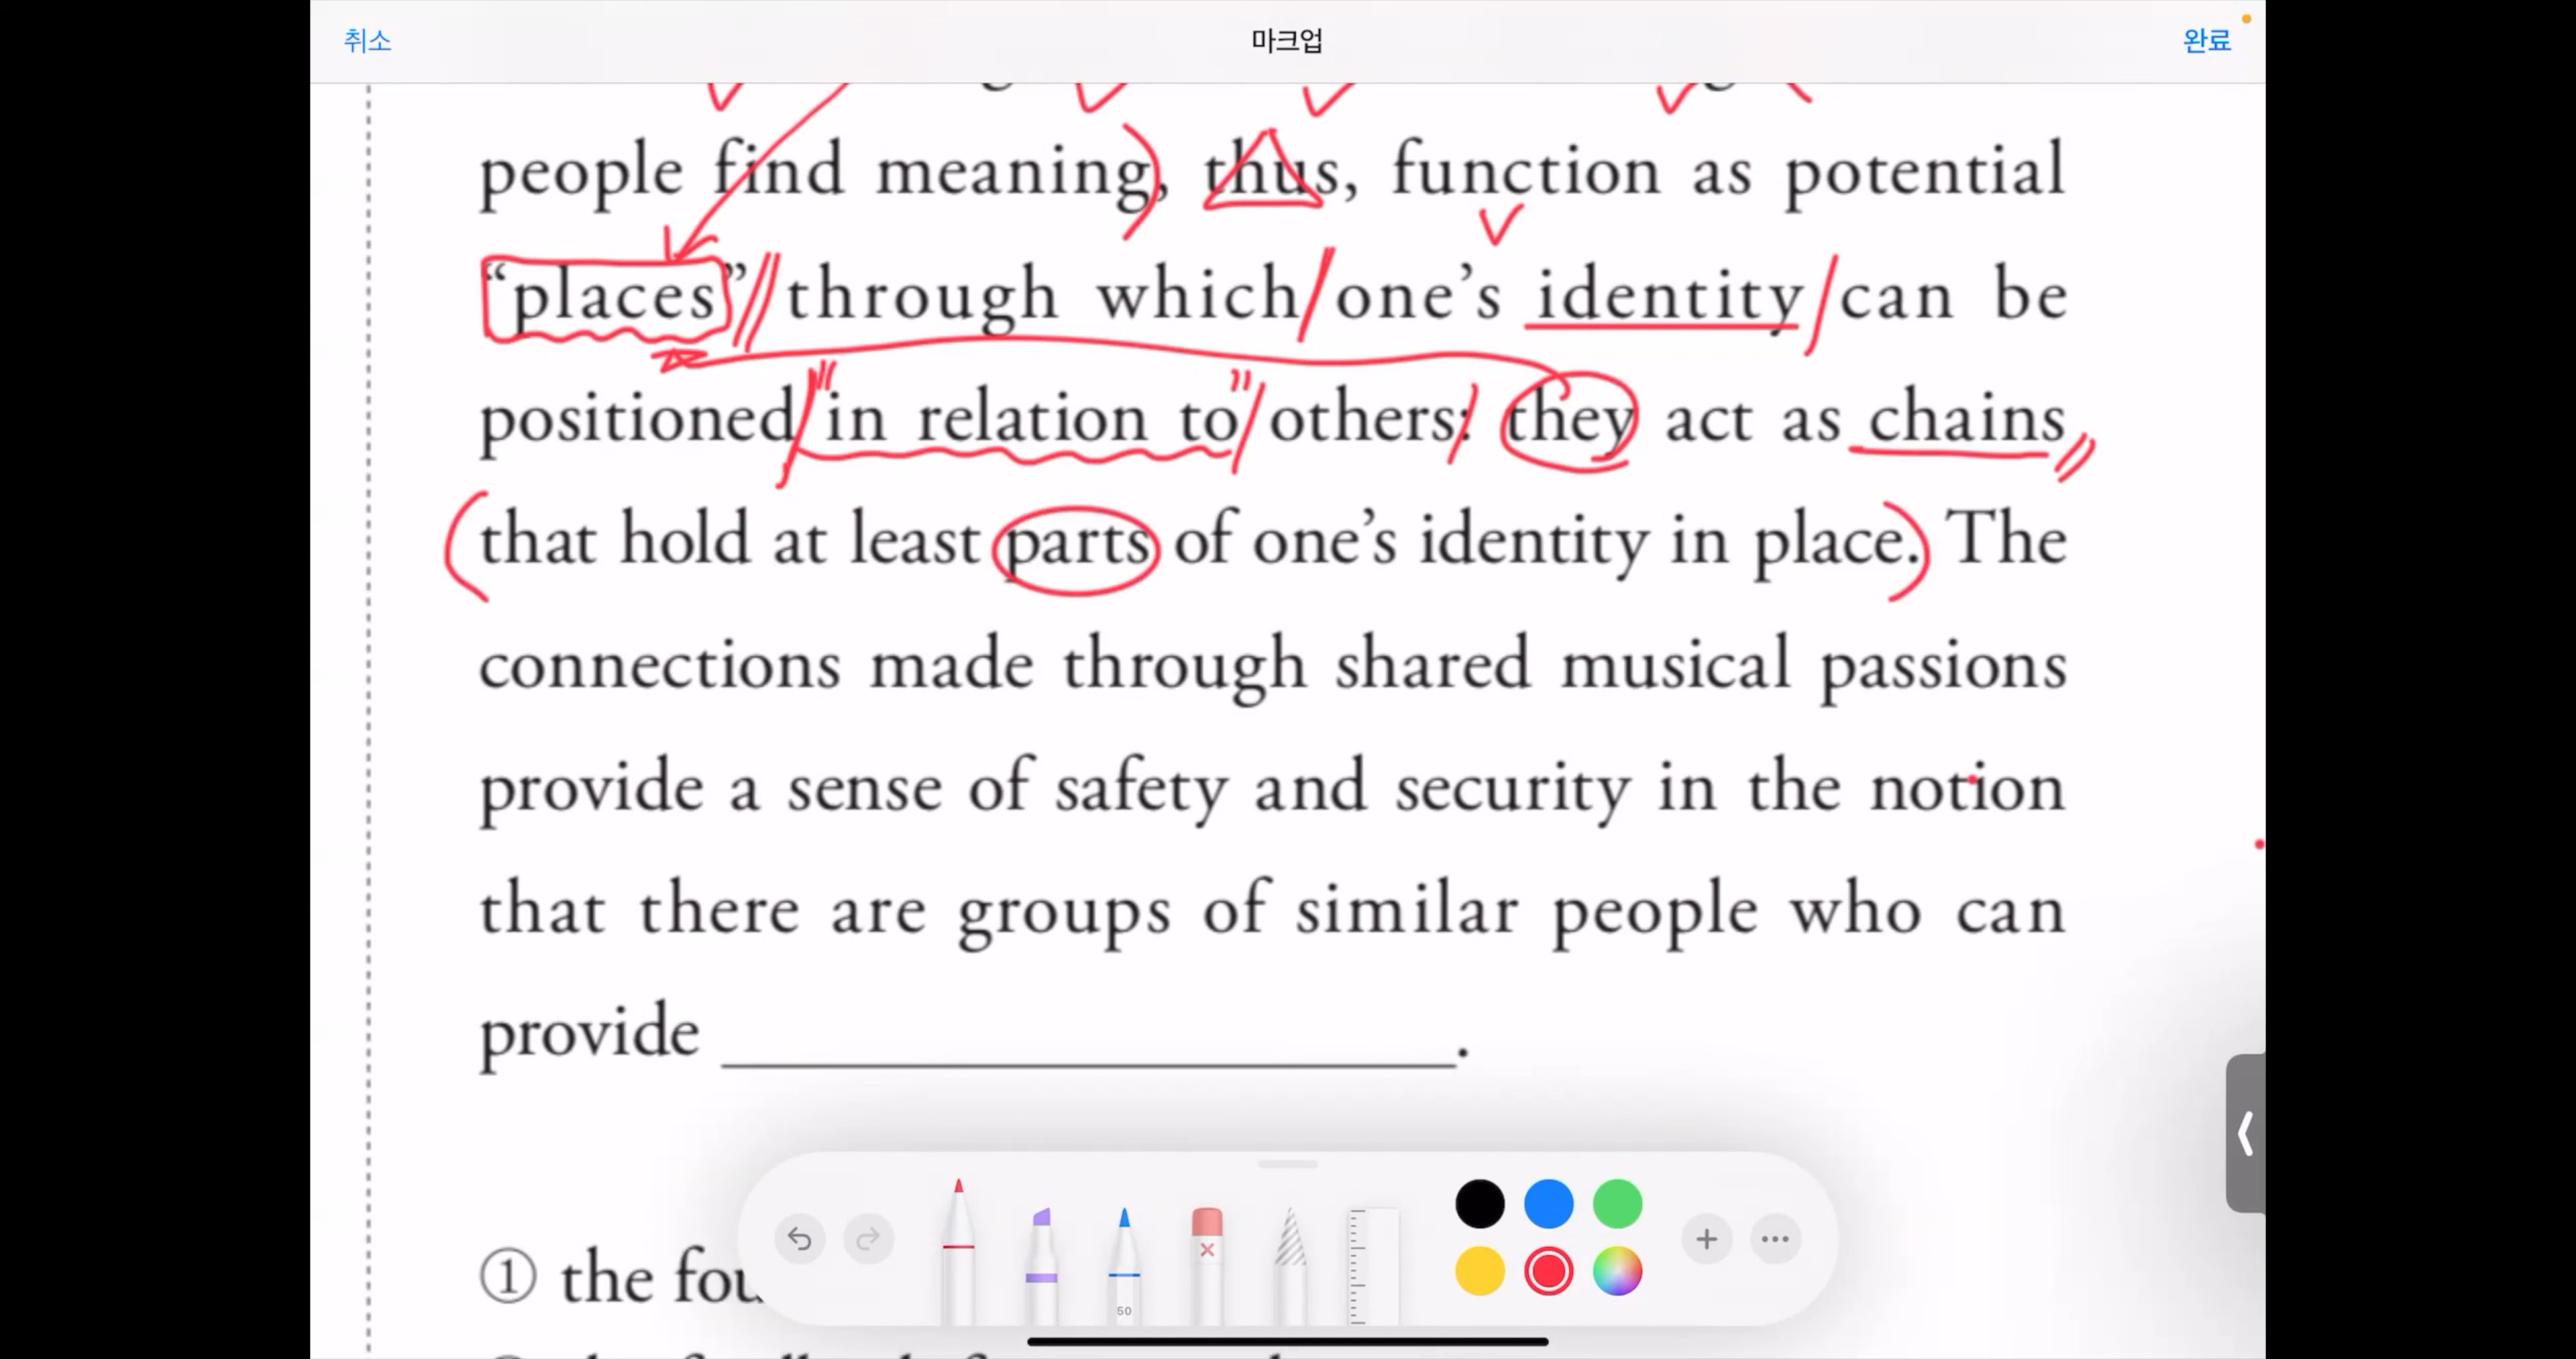 취소
마크업
완료
people find meaning, thus, function as potential
“places” through which one’s identity can be
positioned "in relation to" others: they act as chains
that hold at least parts of one’s identity in place. The
connections made through shared musical passions
provide a sense of safety and security in the notion
that there are groups of similar people who can
provide ____________________.
① the fou
50